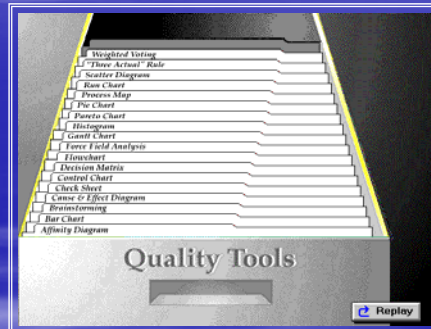 Weighted Voting
"Three Actual" Rule
Scatter Diagram
Run Chart
Process Map
Pie Chart
Pareto Chart
Histogram
Gantt Chart
Force Field Analysis
Flowchart
Decision Matrix
Control Chart
Check Sheet
Cause & Effect Diagram
Brainstorming
Bar Chart
Affinity Diagram
Quality Tools
Replay